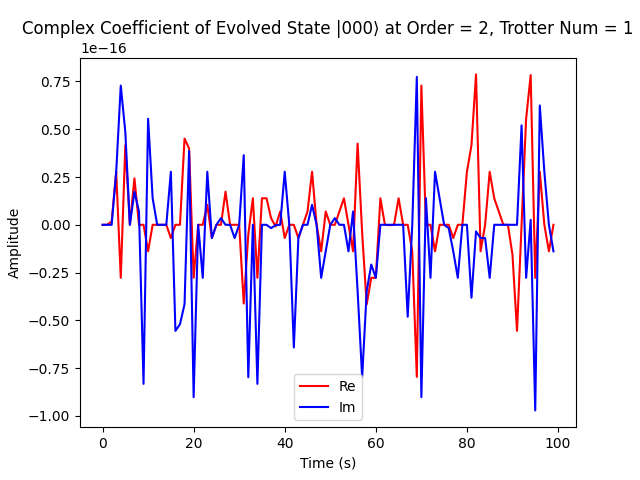 Complex Coefficient of Evolved State |000⟩ at Order = 2, Trotter Num = 1
1e−16
0.75
0.50
0.25
0.00
−0.25
−0.50
−0.75
−1.00
Amplitude
Re
Im
0 20 40 60 80 100
Time (s)